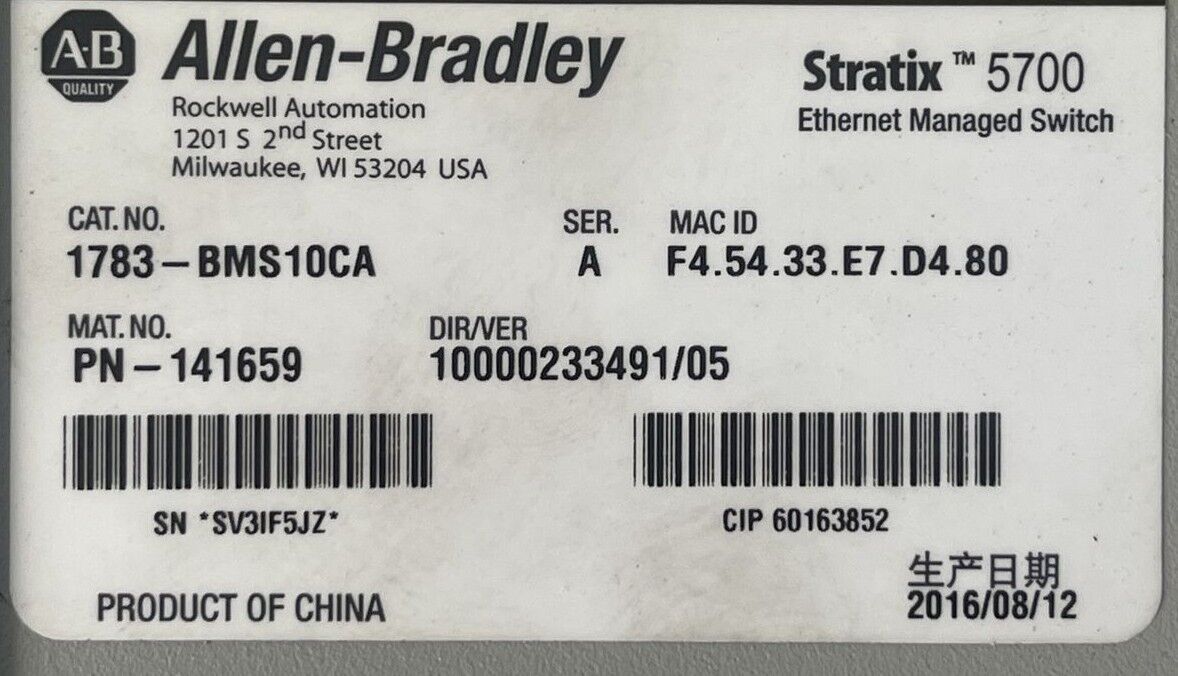 A·B
QUALITY
Allen-Bradley
Rockwell Automation
1201 S 2nd Street
Milwaukee, WI 53204 USA
Stratix™ 5700
Ethernet Managed Switch
CAT. NO.
1783–BMS10CA
SER.
A
MAC ID
F4.54.33.E7.D4.80
MAT. NO.
PN–141659
DIR/VER
10000233491/05
SN *SV3IF5JZ*
CIP 60163852
PRODUCT OF CHINA
生产日期
2016/08/12